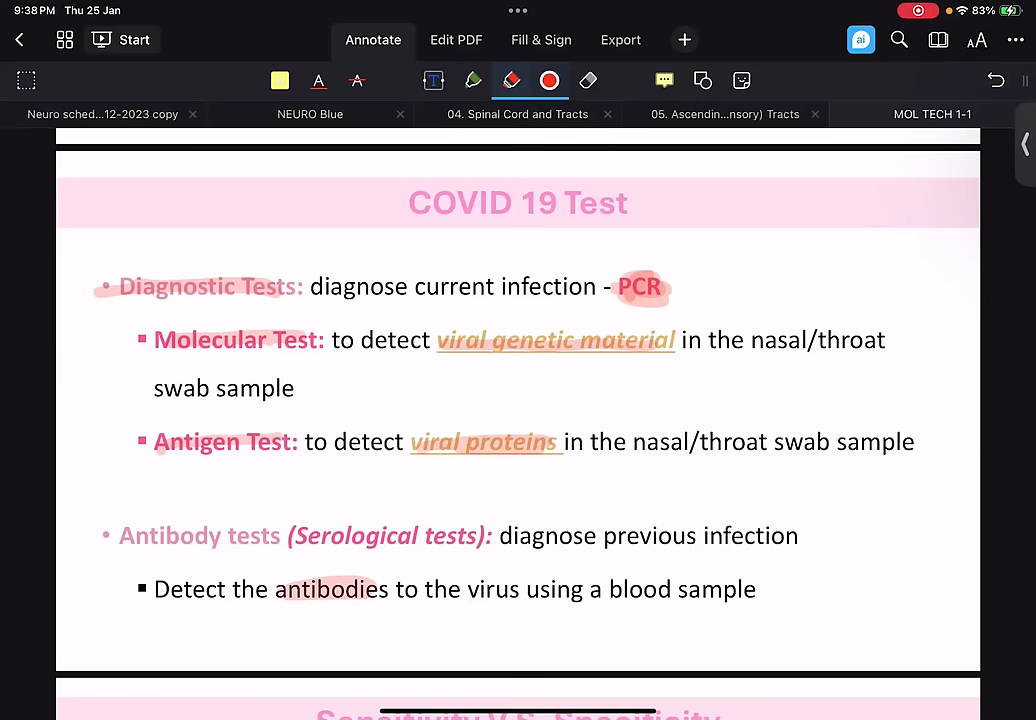 9:38 PM Thu 25 Jan
83%
Start
Annotate
Edit PDF
Fill & Sign
Export
ai
AA
A
A
T
Neuro sched...12-2023 copy
NEURO Blue
04. Spinal Cord and Tracts
05. Ascendin...nsory) Tracts
MOL TECH 1-1
COVID 19 Test
• Diagnostic Tests: diagnose current infection - PCR
▪ Molecular Test: to detect viral genetic material in the nasal/throat
swab sample
▪ Antigen Test: to detect viral proteins in the nasal/throat swab sample
• Antibody tests (Serological tests): diagnose previous infection
▪ Detect the antibodies to the virus using a blood sample
Sensitivity V.S. Specificity